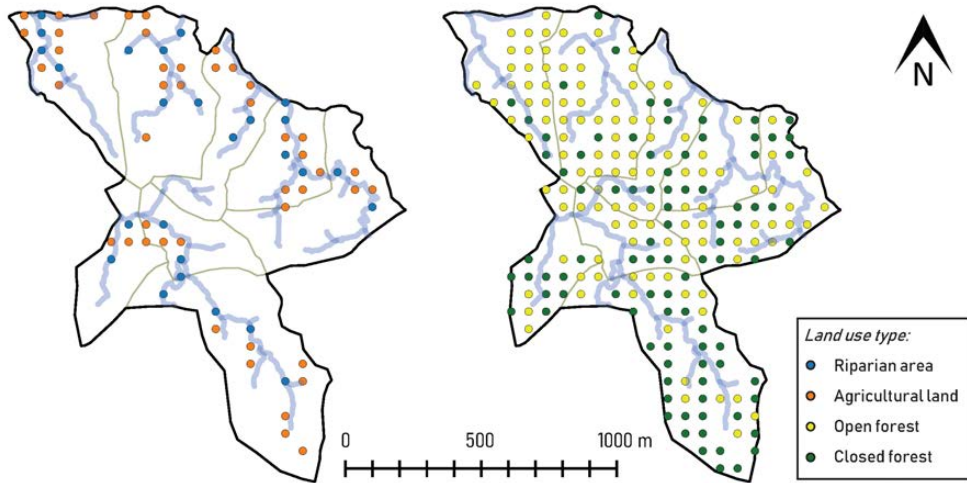 N
Land use type:
Riparian area
Agricultural land
Open forest
Closed forest
0 500 1000 m